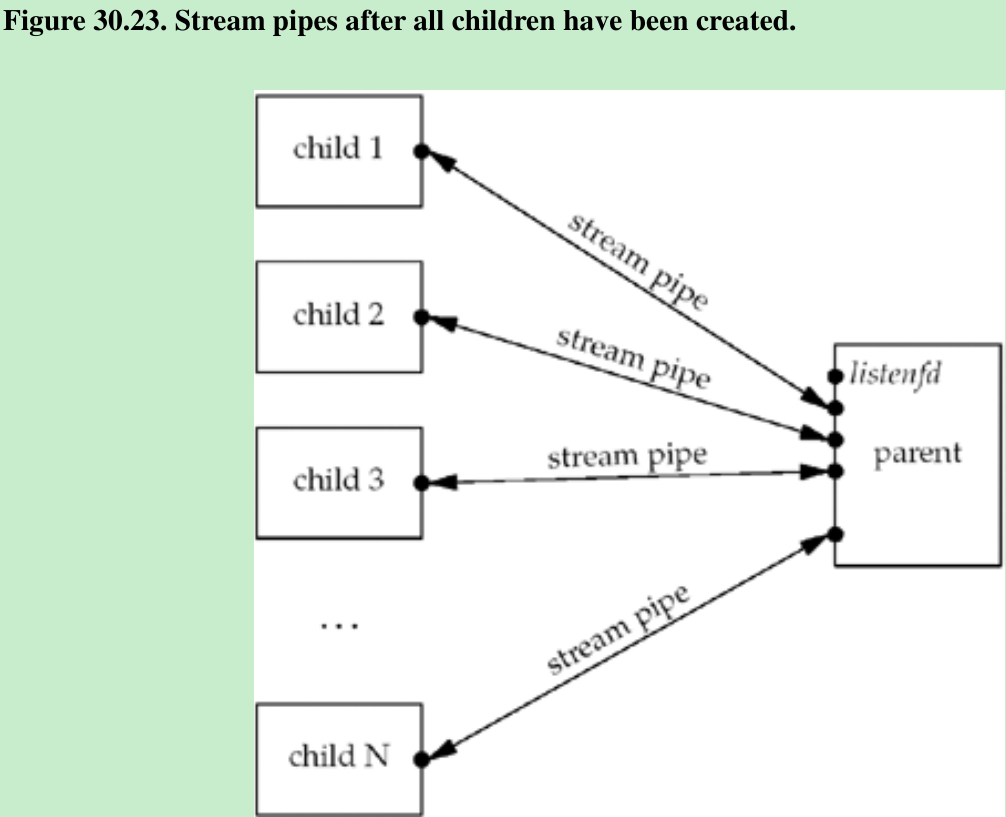 Figure 30.23. Stream pipes after all children have been created.
child 1
stream pipe
child 2
stream pipe
listenfd
parent
stream pipe
child 3
...
stream pipe
child N